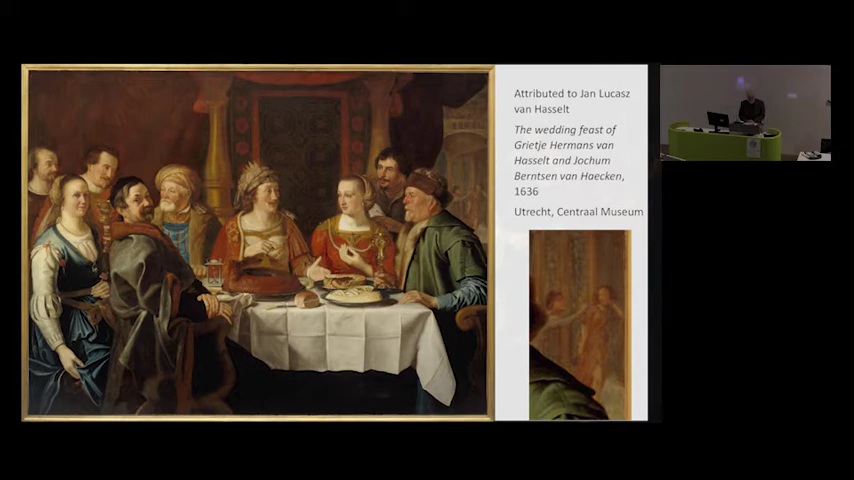 Attributed to Jan Lucasz
van Hasselt
The wedding feast of
Grietje Hermans van
Hasselt and Jochum
Berntsen van Haecken,
1636
Utrecht, Centraal Museum